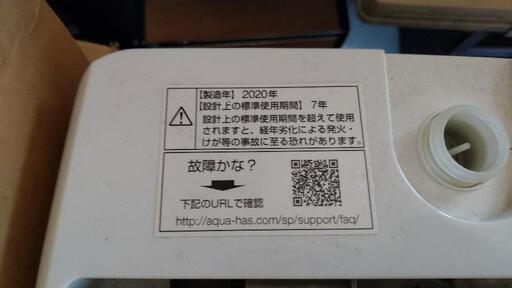 【製造年】2020年
【設計上の標準使用期間】7年
設計上の標準使用期間を超えて使用
されますと、経年劣化による発火・
けが等の事故に至る恐れがあります。
故障かな？
下記のURLで確認
http://aqua-has.com/sp/support/faq/